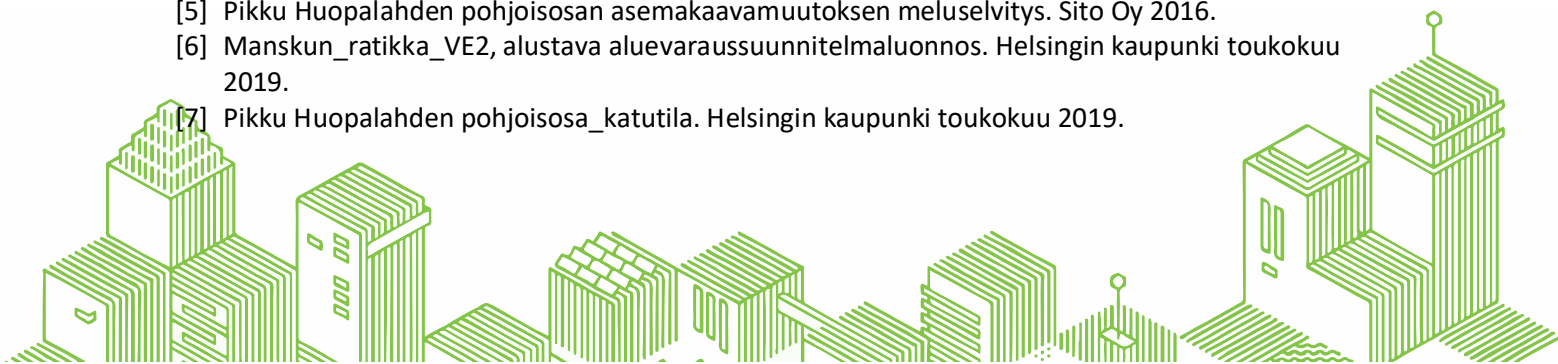 [5] Pikku Huopalahden pohjoisosan asemakaavamuutoksen meluselvitys. Sito Oy 2016.
[6] Manskun_ratikka_VE2, alustava aluevaraussuunnitelmaluonnos. Helsingin kaupunki toukokuu
2019.
[7] Pikku Huopalahden pohjoisosa_katutila. Helsingin kaupunki toukokuu 2019.